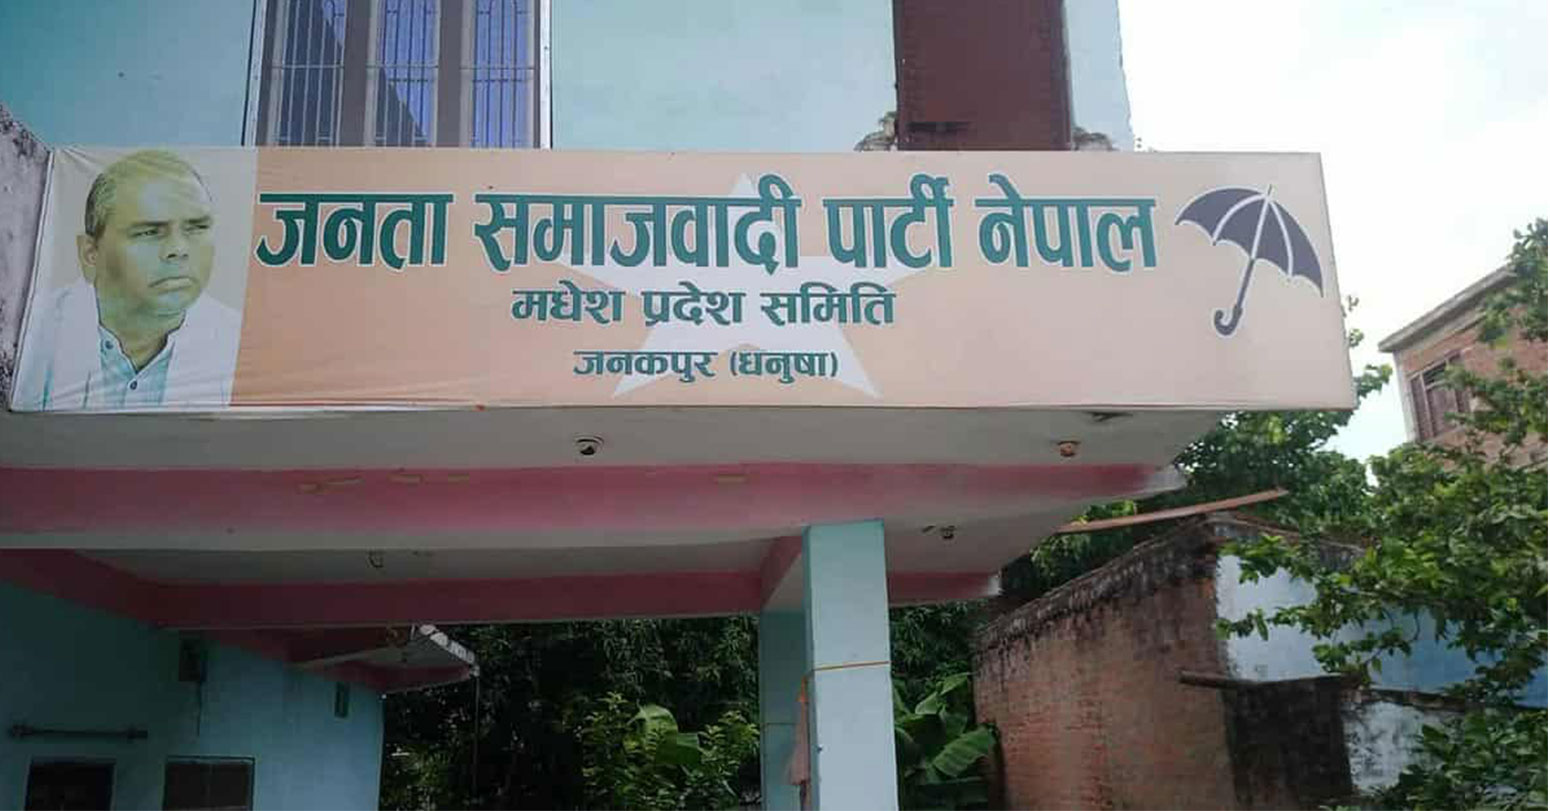 जनता समाजवादी पार्टी नेपाल
मधेश प्रदेश समिति
जनकपुर (धनुषा)